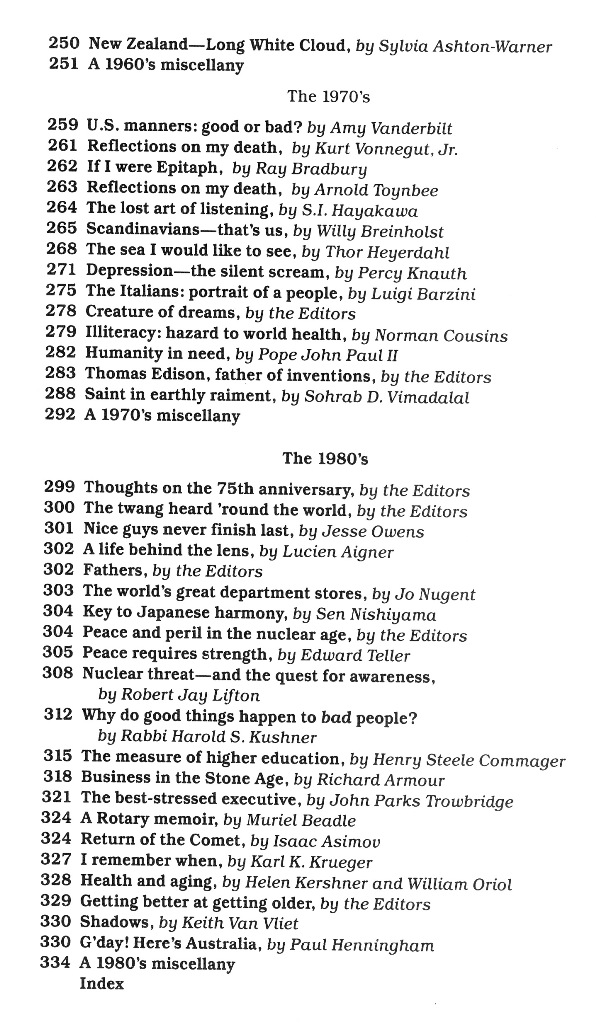 250 New Zealand—Long White Cloud, by Sylvia Ashton-Warner
251 A 1960's miscellany
The 1970's
259 U.S. manners: good or bad? by Amy Vanderbilt
261 Reflections on my death, by Kurt Vonnegut, Jr.
262 If I were Epitaph, by Ray Bradbury
263 Reflections on my death, by Arnold Toynbee
264 The lost art of listening, by S.I. Hayakawa
265 Scandinavians—that's us, by Willy Breinholst
268 The sea I would like to see, by Thor Heyerdahl
271 Depression—the silent scream, by Percy Knauth
275 The Italians: portrait of a people, by Luigi Barzini
278 Creature of dreams, by the Editors
279 Illiteracy: hazard to world health, by Norman Cousins
282 Humanity in need, by Pope John Paul II
283 Thomas Edison, father of inventions, by the Editors
288 Saint in earthly raiment, by Sohrab D. Vimadalal
292 A 1970's miscellany
The 1980's
299 Thoughts on the 75th anniversary, by the Editors
300 The twang heard 'round the world, by the Editors
301 Nice guys never finish last, by Jesse Owens
302 A life behind the lens, by Lucien Aigner
302 Fathers, by the Editors
303 The world's great department stores, by Jo Nugent
304 Key to Japanese harmony, by Sen Nishiyama
304 Peace and peril in the nuclear age, by the Editors
305 Peace requires strength, by Edward Teller
308 Nuclear threat—and the quest for awareness,
by Robert Jay Lifton
312 Why do good things happen to bad people?
by Rabbi Harold S. Kushner
315 The measure of higher education, by Henry Steele Commager
318 Business in the Stone Age, by Richard Armour
321 The best-stressed executive, by John Parks Trowbridge
324 A Rotary memoir, by Muriel Beadle
324 Return of the Comet, by Isaac Asimov
327 I remember when, by Karl K. Krueger
328 Health and aging, by Helen Kershner and William Oriol
329 Getting better at getting older, by the Editors
330 Shadows, by Keith Van Vliet
330 G'day! Here's Australia, by Paul Henningham
334 A 1980's miscellany
Index